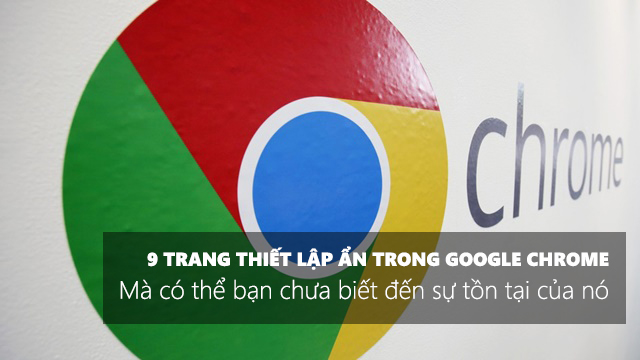 chrome
9 TRANG THIẾT LẬP ẨN TRONG GOOGLE CHROME
Mà có thể bạn chưa biết đến sự tồn tại của nó